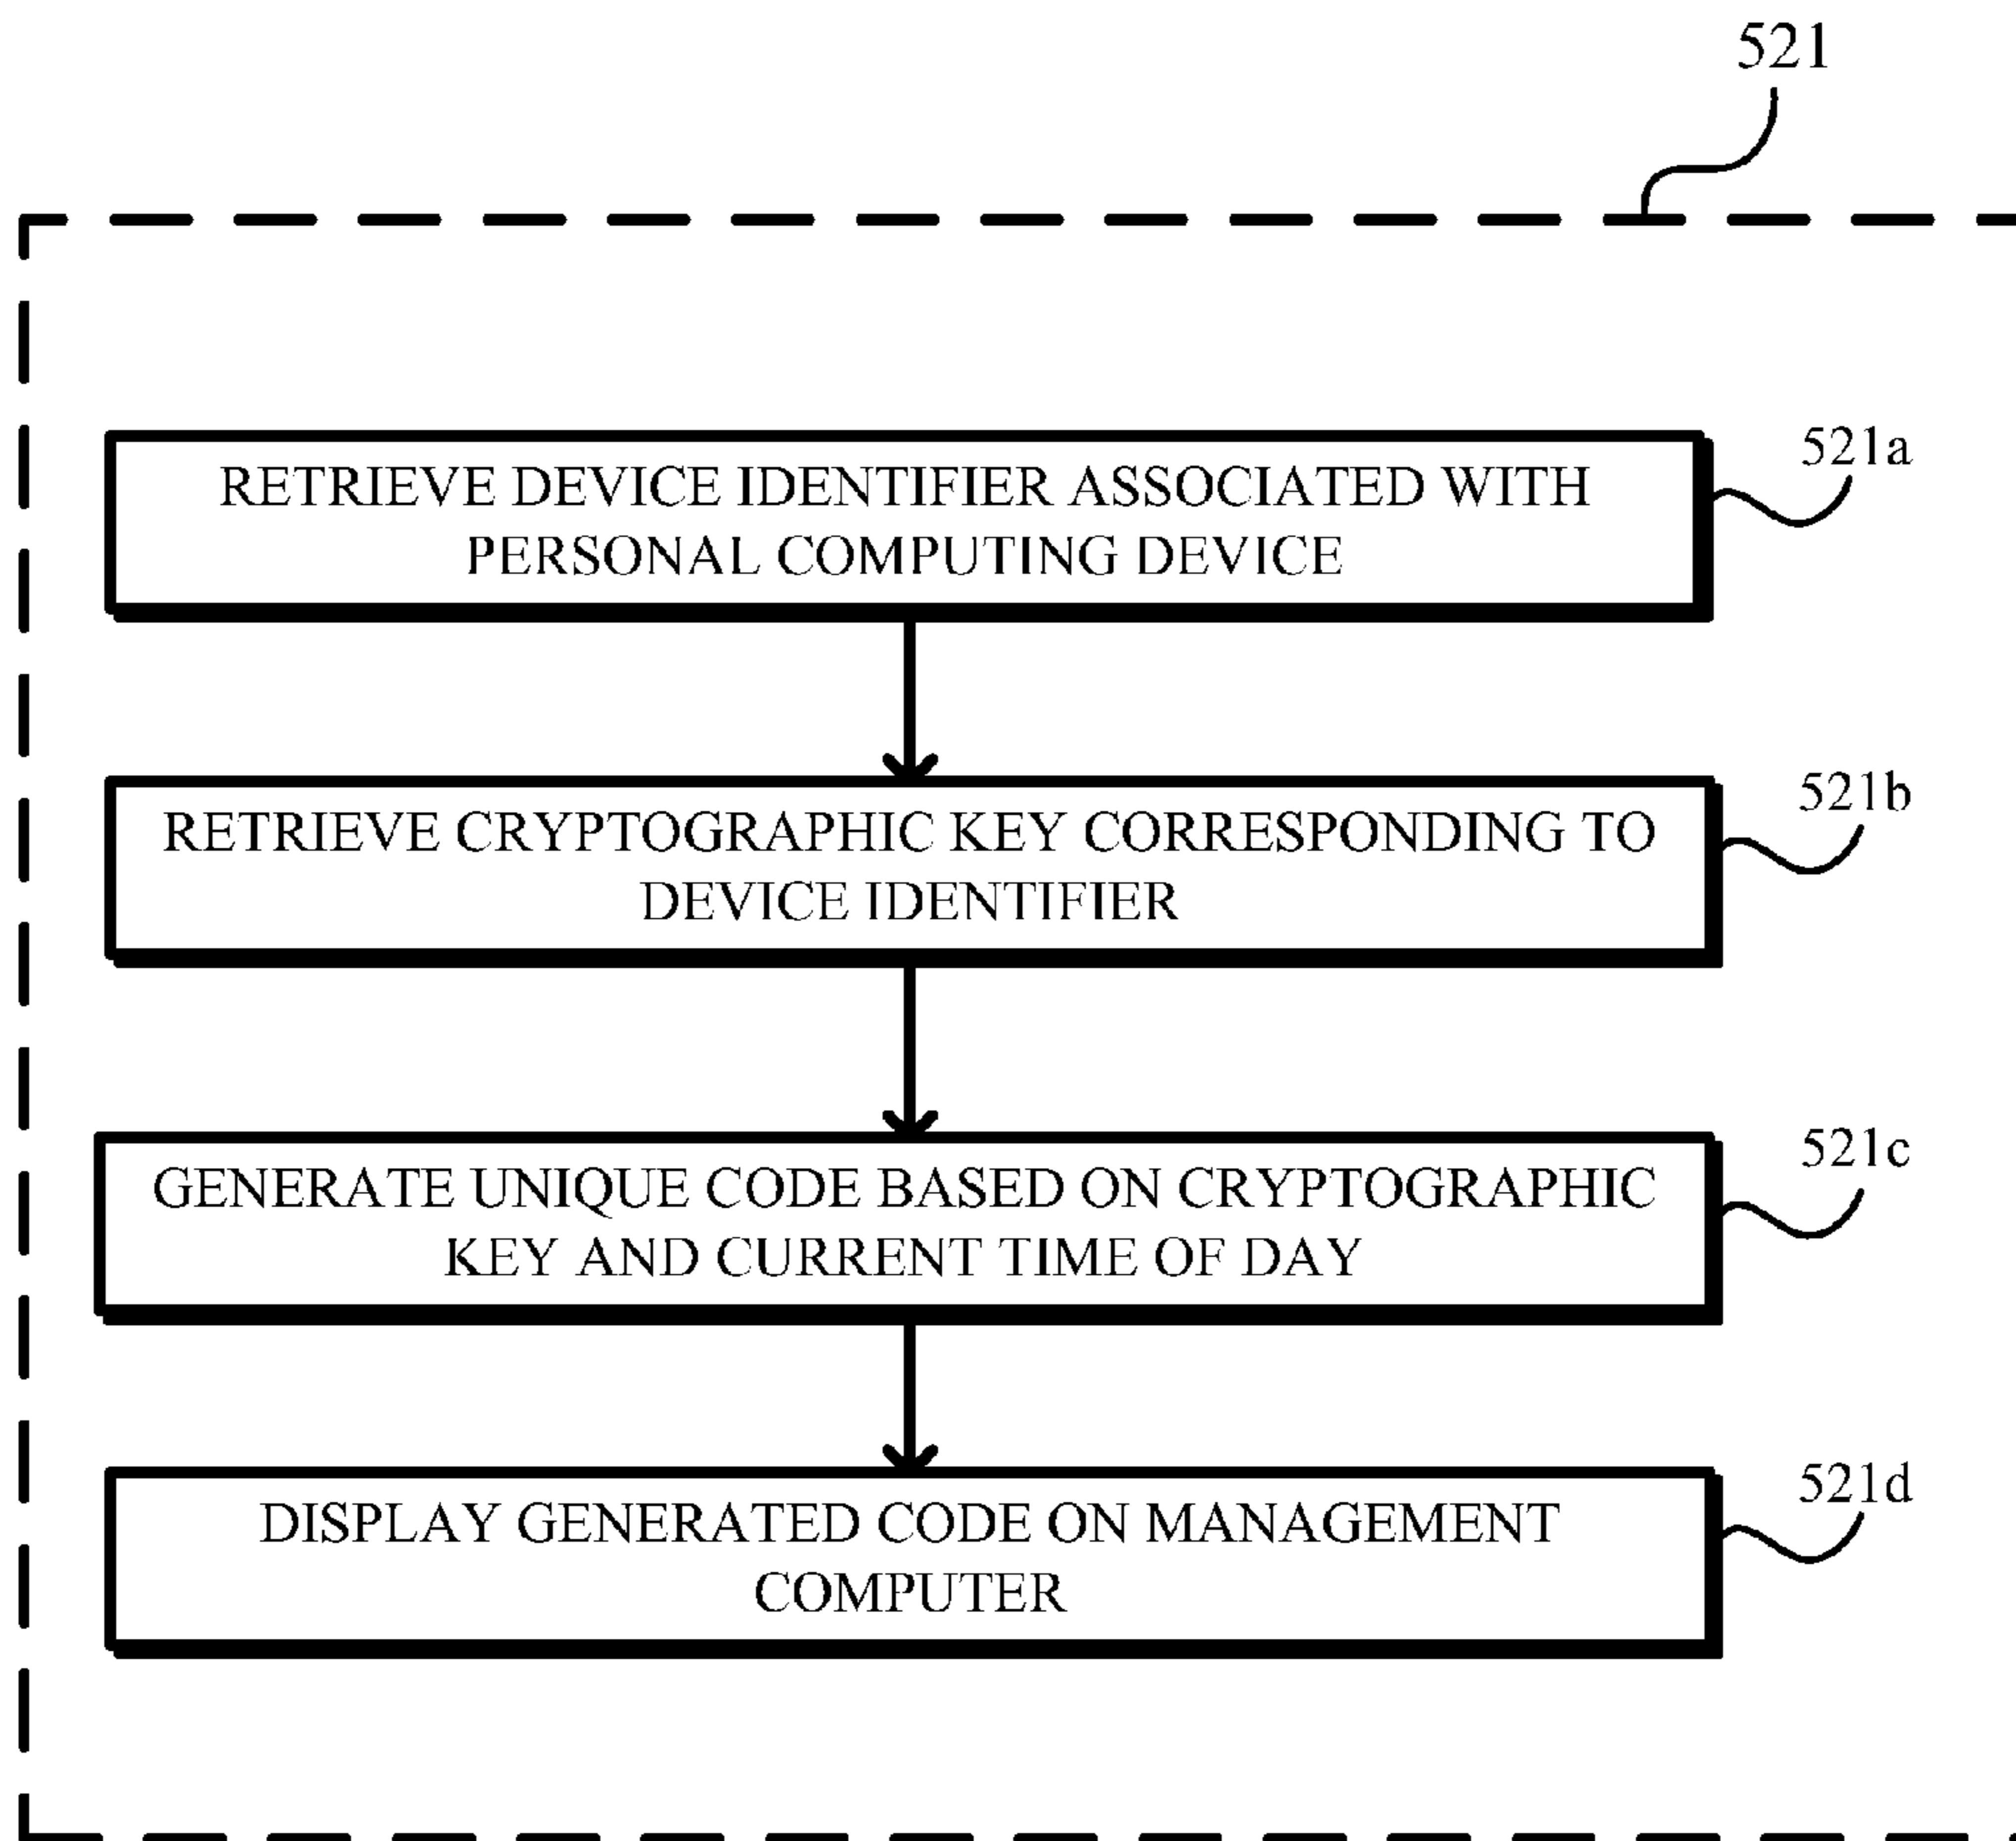 521
RETRIEVE DEVICE IDENTIFIER ASSOCIATED WITH
PERSONAL COMPUTING DEVICE
521a
RETRIEVE CRYPTOGRAPHIC KEY CORRESPONDING TO
DEVICE IDENTIFIER
521b
GENERATE UNIQUE CODE BASED ON CRYPTOGRAPHIC
KEY AND CURRENT TIME OF DAY
521c
DISPLAY GENERATED CODE ON MANAGEMENT
COMPUTER
521d